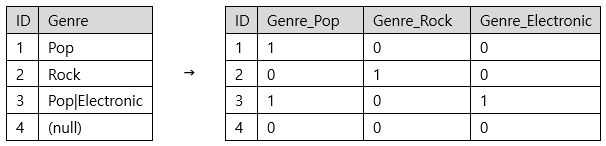 ID Genre
1 Pop
2 Rock
3 Pop|Electronic
4 (null)
→
ID Genre_Pop Genre_Rock Genre_Electronic
1 1 0 0
2 0 1 0
3 1 0 1
4 0 0 0